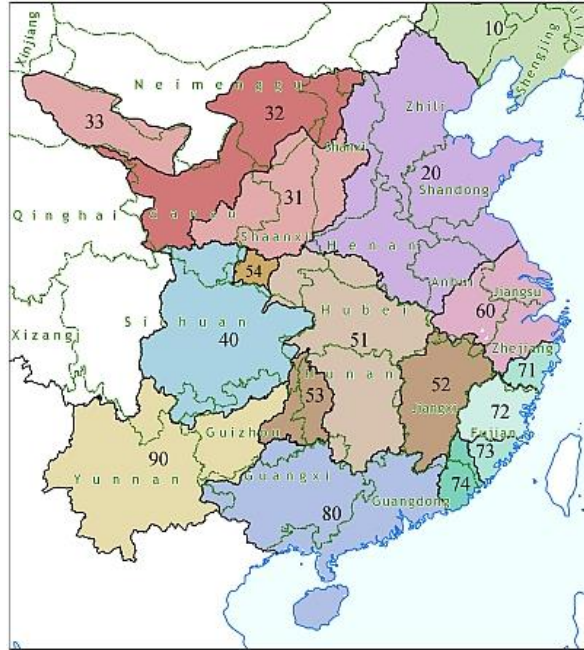 10
Xinjiang
Shengjing
Neimenggu
Zhili
33
32
Shanxi
20
Shandong
31
Qinghai
Gansu
Shaanxi
Henan
54
Anhui
Jiangsu
60
Xizang
Sichuan
Hubei
40
51
Zhejiang
71
Hunan
52
53
Jiangxi
72
Guizhou
Fujian
73
90
Yunnan
Guangxi
74
Guangdong
80